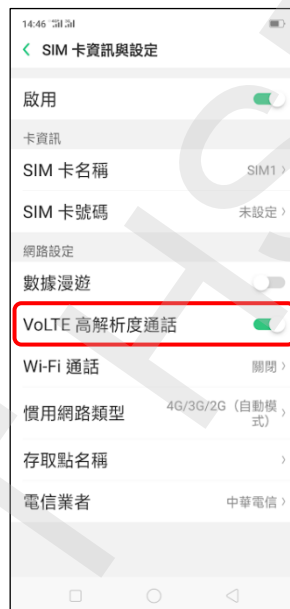 14:46
SIM 卡資訊與設定
啟用
卡資訊
SIM 卡名稱 SIM1
SIM 卡號碼 未設定
網路設定
數據漫遊
VoLTE 高解析度通話
Wi-Fi 通話 關閉
慣用網路類型 4G/3G/2G（自動模
式）
存取點名稱
電信業者 中華電信